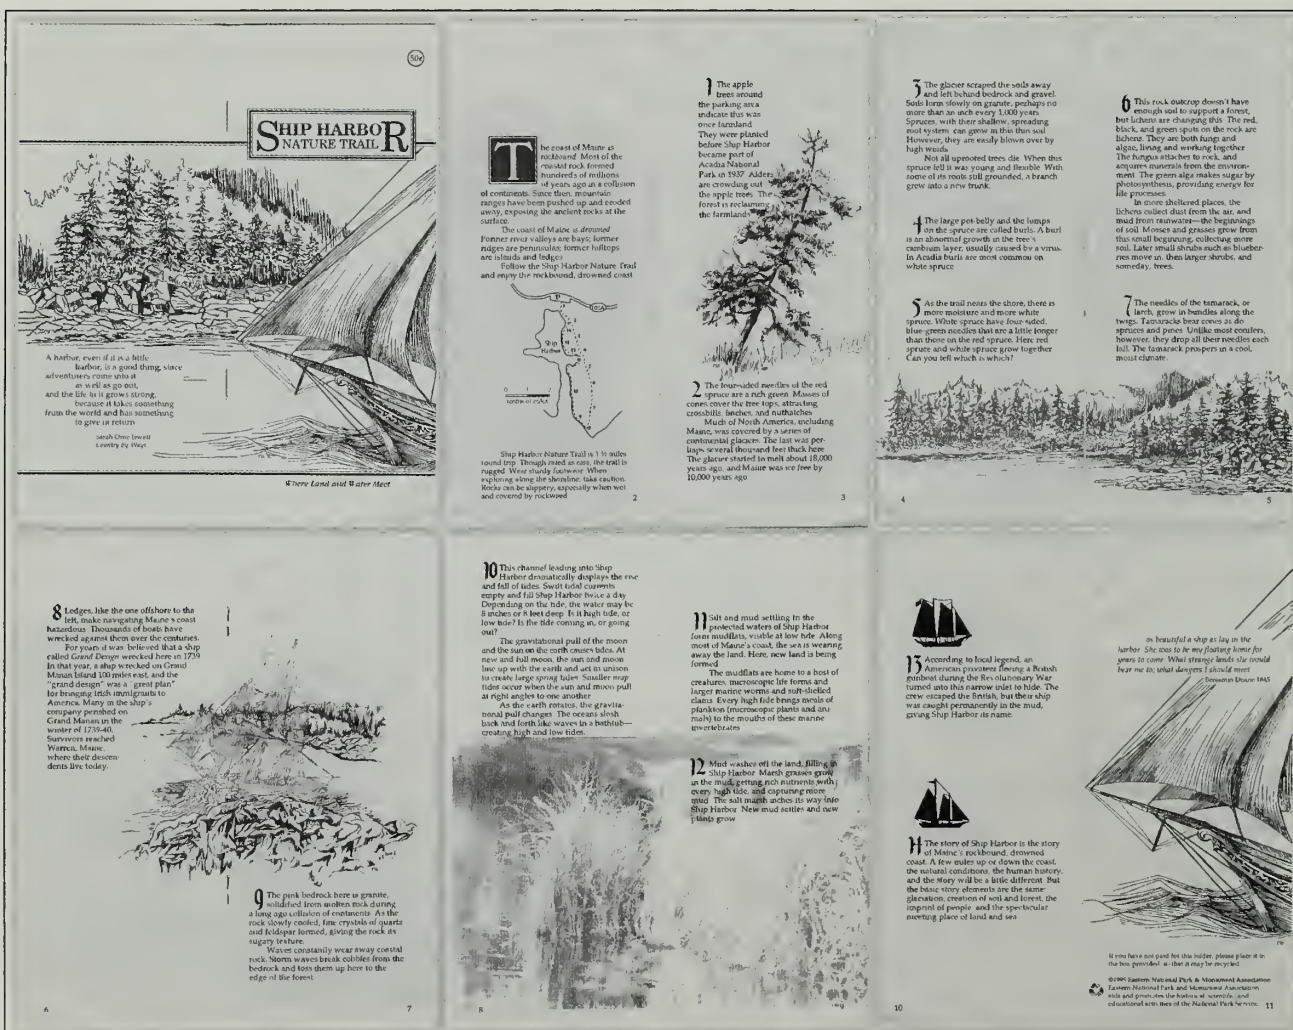 50¢
SHIP HARBOR
NATURE TRAIL
A harbor, even if it is a little
harbor, is a good thing, since
adventurers come into it
as well as go out,
and the life in it grows strong,
because it takes something
from the world and has something
to give in return
Sarah Orne Jewett
Country By Ways
Where Land and Water Meet
The coast of Maine is
rockbound. Most of the
coastal rock formed
hundreds of millions
of years ago in a collision
of continents. Since then, mountain
ranges have been pushed up and eroded
away, exposing the ancient rocks at the
surface.
The coast of Maine is drowned
Former river valleys are bays; former
ridges are peninsulas; former hilltops
are islands and ledges
Follow the Ship Harbor Nature Trail
and enjoy the rockbound, drowned coast
P
Ship
Harbor
Ship Harbor Nature Trail is 1 ½ miles
round trip. Though rated as easy, the trail is
rugged. Wear sturdy footwear. When
exploring along the shoreline, take caution.
Rocks can be slippery, especially when wet
and covered by rockweed
2
1 The apple
trees around
the parking area
indicate this was
once farmland
They were planted
before Ship Harbor
became part of
Acadia National
Park in 1937 Alders
are crowding out
the apple trees. The
forest is reclaiming
the farmlands
2 The four-sided needles of the red
spruce are a rich green. Masses of
cones cover the tree tops, attracting
crossbills, finches, and nuthatches
Much of North America, including
Maine, was covered by a series of
continental glaciers. The last was per-
haps several thousand feet thick here
The glacier started to melt about 18,000
years ago, and Maine was ice free by
10,000 years ago
3
3 The glacier scraped the soils away
and left behind bedrock and gravel.
Soils form slowly on granite, perhaps no
more than an inch every 1,000 years
Spruces, with their shallow, spreading
root system can grow in this thin soil
However, they are easily blown over by
high winds
Not all uprooted trees die. When this
spruce fell it was young and flexible With
some of its roots still grounded, a branch
grew into a new trunk.
4 The large pot-belly and the lumps
on the spruce are called burls. A burl
is an abnormal growth in the tree's
cambium layer, usually caused by a virus.
In Acadia burls are most common on
white spruce
5 As the trail nears the shore, there is
more moisture and more white
spruce. White spruce have four-sided,
blue-green needles that are a little longer
than those on the red spruce. Here red
spruce and white spruce grow together
Can you tell which is which?
4
6 This rock outcrop doesn't have
enough soil to support a forest,
but lichens are changing this The red,
black, and green spots on the rock are
lichens. They are both fungi and
algae, living and working together
The fungus attaches to rock, and
acquires minerals from the environ-
ment The green alga makes sugar by
photosynthesis, providing energy for
life processes
In more sheltered places, the
lichens collect dust from the air, and
mud from rainwater—the beginnings
of soil Mosses and grasses grow from
this small beginning, collecting more
soil. Later small shrubs such as blueber-
ries move in, then larger shrubs, and
someday, trees.
7 The needles of the tamarack, or
larch, grow in bundles along the
twigs. Tamaracks bear cones as do
spruces and pines Unlike most conifers,
however, they drop all their needles each
fall. The tamarack prospers in a cool,
moist climate.
5
8 Ledges, like the one offshore to the
left, make navigating Maine's coast
hazardous Thousands of boats have
wrecked against them over the centuries.
For years it was believed that a ship
called Grand Design wrecked here in 1739
In that year, a ship wrecked on Grand
Manan Island 100 miles east, and the
"grand design" was a "great plan"
for bringing Irish immigrants to
America. Many in the ship's
company perished on
Grand Manan in the
winter of 1739-40.
Survivors reached
Warren, Maine,
where their descen-
dents live today.
6
9 The pink bedrock here is granite,
solidified from molten rock during
a long ago collision of continents As the
rock slowly cooled, fine crystals of quartz
and feldspar formed, giving the rock its
sugary texture.
Waves constantly wear away coastal
rock. Storm waves break cobbles from the
bedrock and toss them up here to the
edge of the forest
7
10 This channel leading into Ship
Harbor dramatically displays the rise
and fall of tides. Swift tidal currents
empty and fill Ship Harbor twice a day
Depending on the tide, the water may be
8 inches or 8 feet deep Is it high tide, or
low tide? Is the tide coming in, or going
out?
The gravitational pull of the moon
and the sun on the earth causes tides. At
new and full moon, the sun and moon
line up with the earth and act in unison
to create large spring tides Smaller neap
tides occur when the sun and moon pull
at right angles to one another
As the earth rotates, the gravita-
tional pull changes The oceans slosh
back and forth like waves in a bathtub—
creating high and low tides.
8
11 Silt and mud settling in the
protected waters of Ship Harbor
form mudflats, visible at low tide Along
most of Maine's coast, the sea is wearing
away the land. Here, new land is being
formed
The mudflats are home to a host of
creatures, microscopic life forms and
larger marine worms and soft-shelled
clams Every high tide brings meals of
plankton (microscopic plants and ani-
mals) to the mouths of these marine
invertebrates
12 Mud washes off the land, filling in
Ship Harbor Marsh grasses grow
in the mud, getting rich nutrients with
every high tide, and capturing more
mud The salt marsh inches its way into
Ship Harbor New mud settles and new
plants grow
13 According to local legend, an
American privateer fleeing a British
gunboat during the Revolutionary War
turned into this narrow inlet to hide. The
crew escaped the British, but their ship
was caught permanently in the mud,
giving Ship Harbor its name
14 The story of Ship Harbor is the story
of Maine's rockbound, drowned
coast. A few miles up or down the coast,
the natural conditions, the human history,
and the story will be a little different But
the basic story elements are the same
glaciation, creation of soil and forest, the
imprint of people and the spectacular
meeting place of land and sea
10
as beautiful a ship as lay in the
harbor She was to be my floating home for
years to come What strange lands she would
bear me to; what dangers I should meet
Benjamin Doane 1845
If you have not paid for this folder, please place it in
the box provided so that it may be recycled
©1995 Eastern National Park & Monument Association
Eastern National Park and Monument Association
aids and promotes the historical scientific and
educational activities of the National Park Service.
11